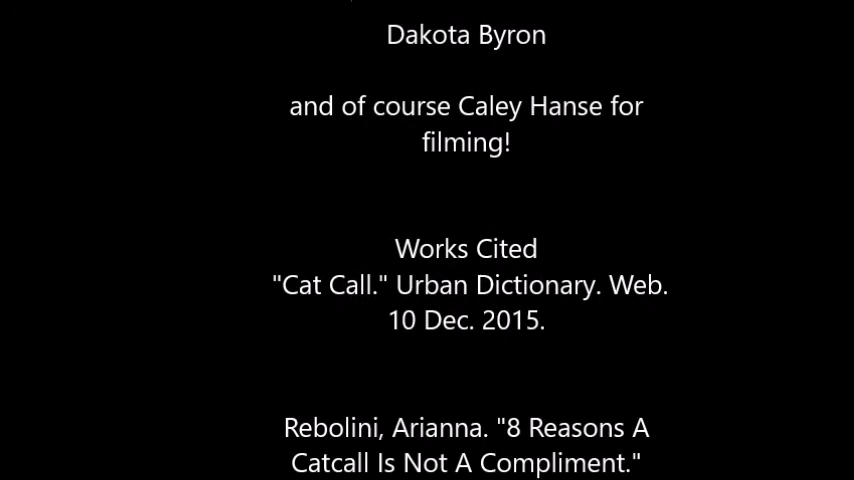 Dakota Byron
and of course Caley Hanse for
filming!
Works Cited
"Cat Call." Urban Dictionary. Web.
10 Dec. 2015.
Rebolini, Arianna. "8 Reasons A
Catcall Is Not A Compliment."